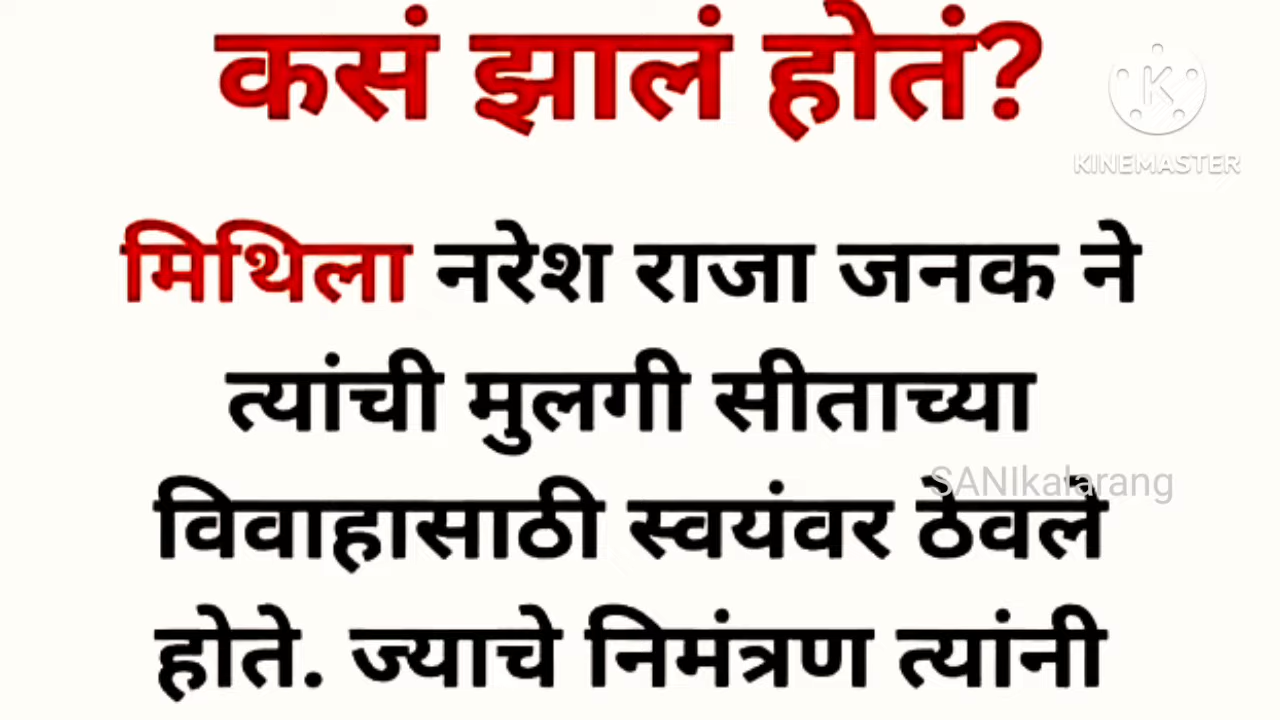 कसं झालं होतं?
KINEMASTER
मिथिला नरेश राजा जनक ने
त्यांची मुलगी सीताच्या
SANIkalarang
विवाहासाठी स्वयंवर ठेवले
होते. ज्याचे निमंत्रण त्यांनी